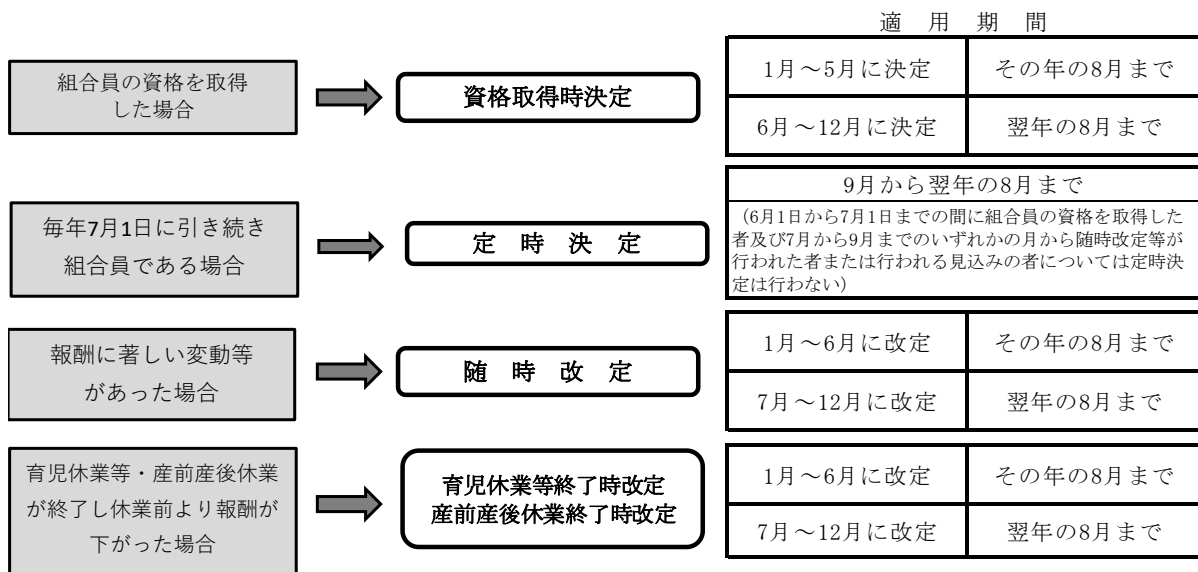 適　用　期　間
組合員の資格を取得
した場合
資格取得時決定
1月～5月に決定
その年の8月まで
6月～12月に決定
翌年の8月まで
毎年7月1日に引き続き
組合員である場合
定　時　決　定
9月から翌年の8月まで
（6月1日から7月1日までの間に組合員の資格を取得した
者及び7月から9月までのいずれかの月から随時改定等が
行われた者または行われる見込みの者については定時決
定は行わない）
報酬に著しい変動等
があった場合
随　時　改　定
1月～6月に改定
その年の8月まで
7月～12月に改定
翌年の8月まで
育児休業等・産前産後休業
が終了し休業前より報酬が
下がった場合
育児休業等終了時改定
産前産後休業終了時改定
1月～6月に改定
その年の8月まで
7月～12月に改定
翌年の8月まで